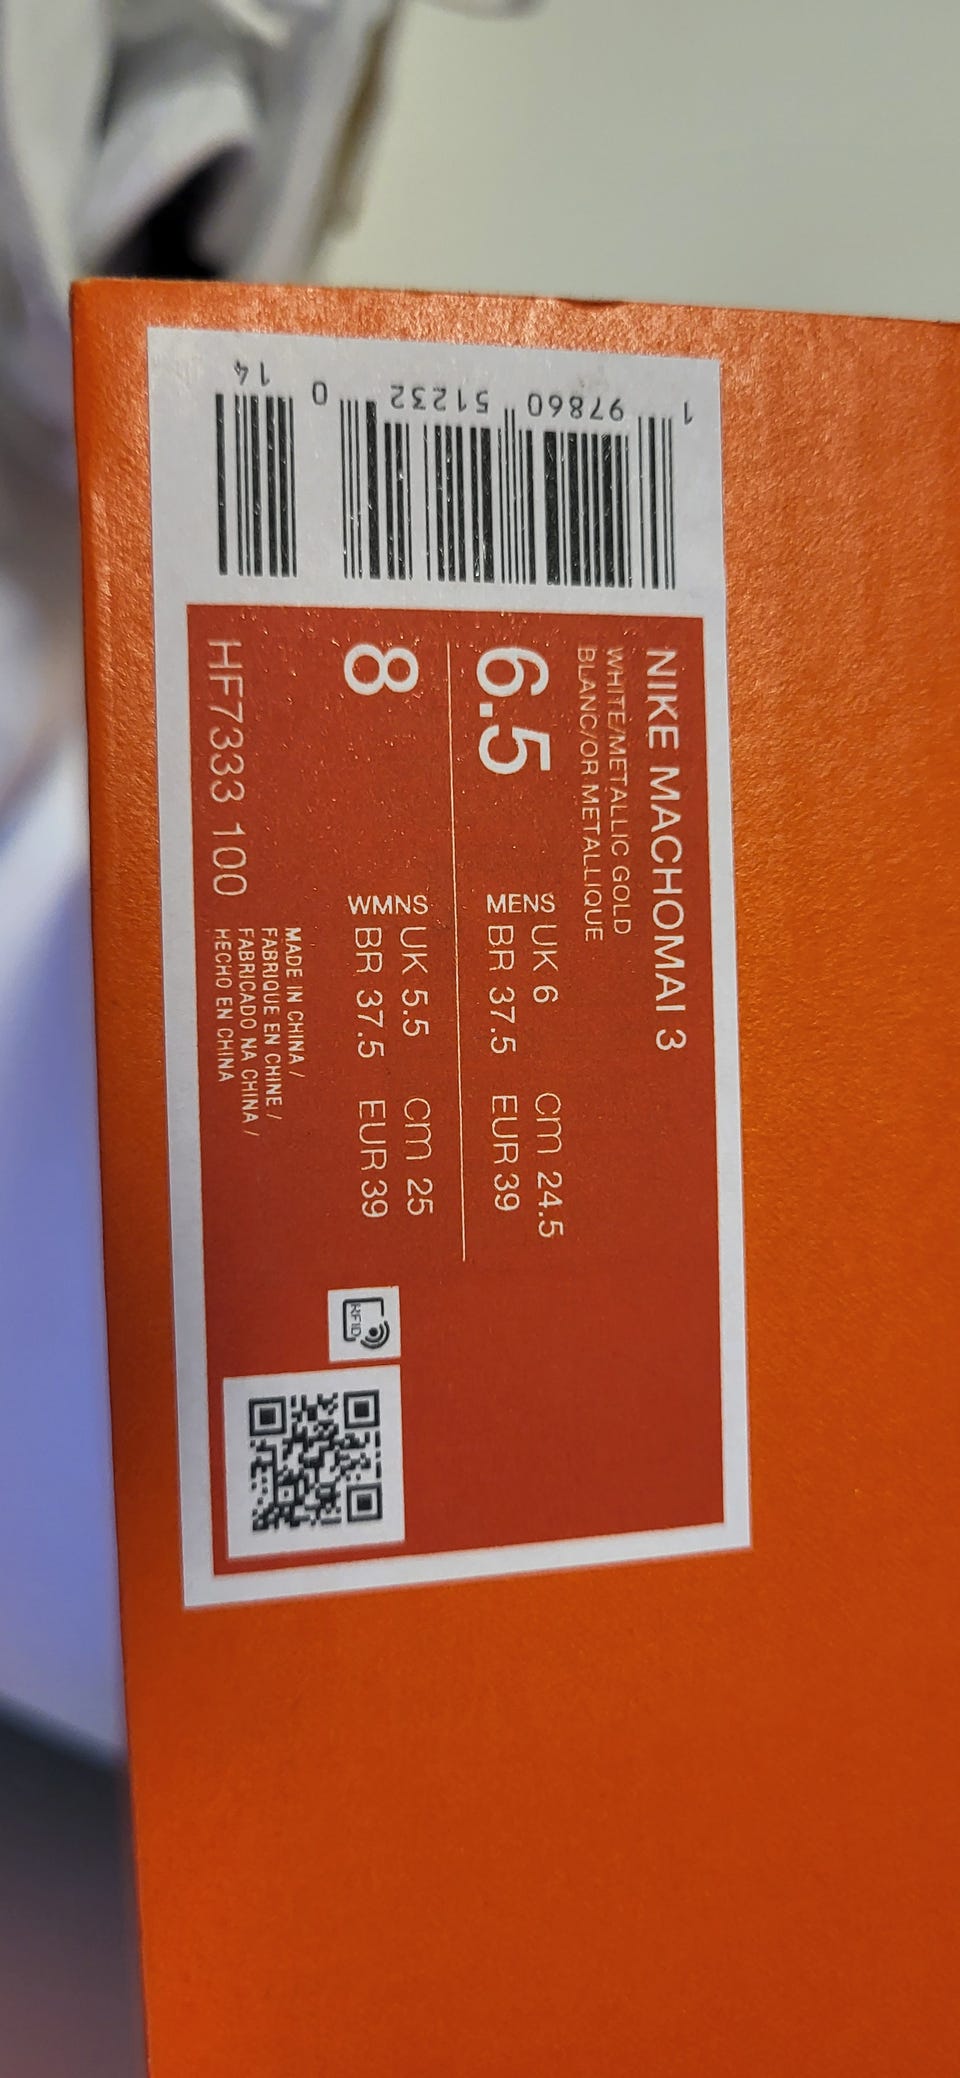 NIKE MACHOMAI 3
WHITE/METALLIC GOLD
BLANC/OR METALLIQUE
6.5
MENS
UK 6 cm 24.5
BR 37.5 EUR 39
8
WMNS
UK 5.5 cm 25
BR 37.5 EUR 39
HF7333 100
MADE IN CHINA /
FABRIQUE EN CHINE /
FABRICADO NA CHINA /
HECHO EN CHINA
RFID
1 97860 51232 0 14